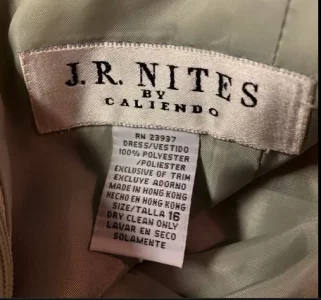 J.R. NITES
BY
CALIENDO
RN 23937
DRESS/VESTIDO
100% POLYESTER
/POLIESTER
EXCLUSIVE OF TRIM
EXCLUYE ADORNO
MADE IN HONG KONG
HECHO EN HONG KONG
SIZE/TALLA 16
DRY CLEAN ONLY
LAVAR EN SECO
SOLAMENTE